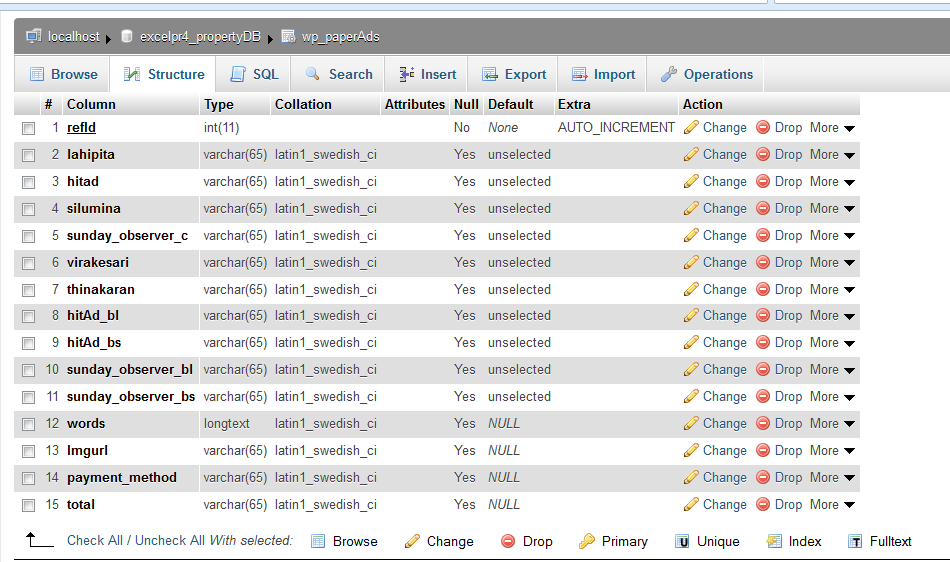 localhost excelpr4_propertyDB wp_paperAds
Browse Structure SQL Search Insert Export Import Operations
# Column Type Collation Attributes Null Default Extra Action
1 refId int(11) No None AUTO_INCREMENT Change Drop More
2 lahipita varchar(65) latin1_swedish_ci Yes unselected Change Drop More
3 hitad varchar(65) latin1_swedish_ci Yes unselected Change Drop More
4 silumina varchar(65) latin1_swedish_ci Yes unselected Change Drop More
5 sunday_observer_c varchar(65) latin1_swedish_ci Yes unselected Change Drop More
6 virakesari varchar(65) latin1_swedish_ci Yes unselected Change Drop More
7 thinakaran varchar(65) latin1_swedish_ci Yes unselected Change Drop More
8 hitAd_bl varchar(65) latin1_swedish_ci Yes unselected Change Drop More
9 hitAd_bs varchar(65) latin1_swedish_ci Yes unselected Change Drop More
10 sunday_observer_bl varchar(65) latin1_swedish_ci Yes unselected Change Drop More
11 sunday_observer_bs varchar(65) latin1_swedish_ci Yes unselected Change Drop More
12 words longtext latin1_swedish_ci Yes NULL Change Drop More
13 Imgurl varchar(65) latin1_swedish_ci Yes NULL Change Drop More
14 payment_method varchar(65) latin1_swedish_ci Yes NULL Change Drop More
15 total varchar(65) latin1_swedish_ci Yes NULL Change Drop More
Check All / Uncheck All With selected: Browse Change Drop Primary Unique Index Fulltext